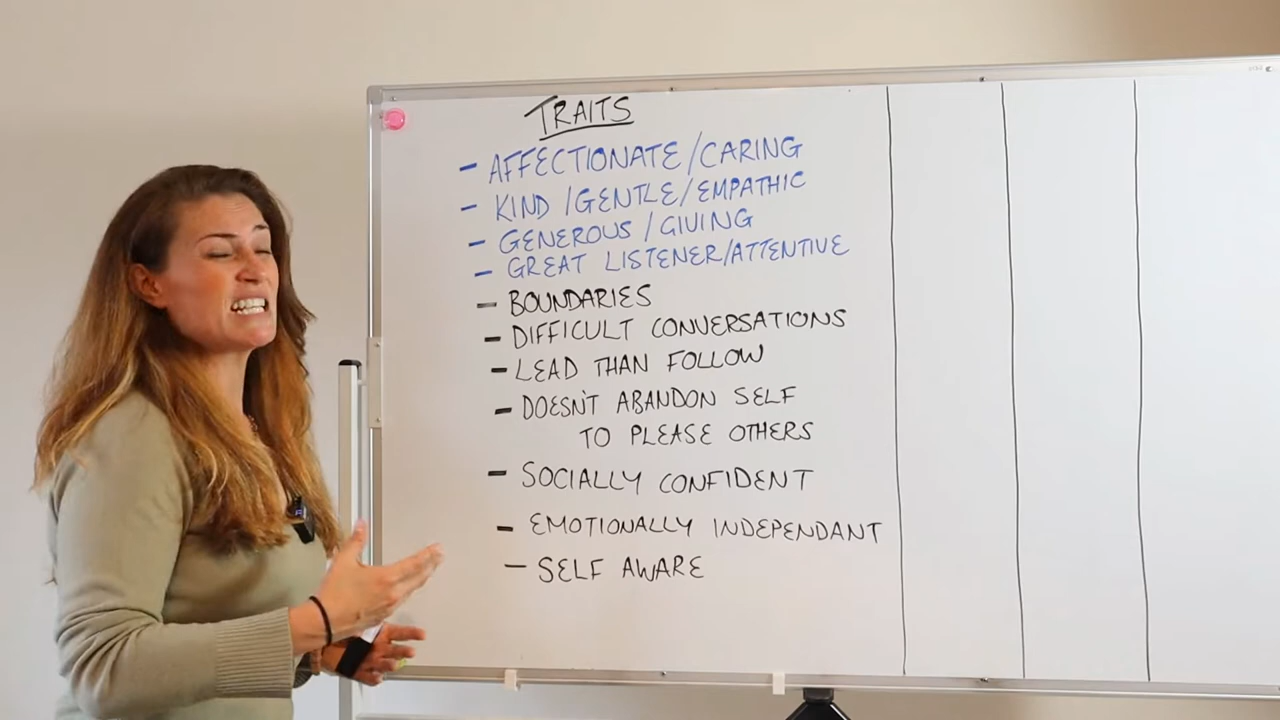 TRAITS
- AFFECTIONATE/CARING
- KIND/GENTLE/EMPATHIC
- GENEROUS/GIVING
- GREAT LISTENER/ATTENTIVE
- BOUNDARIES
- DIFFICULT CONVERSATIONS
- LEAD THAN FOLLOW
- DOESN'T ABANDON SELF
TO PLEASE OTHERS
- SOCIALLY CONFIDENT
- EMOTIONALLY INDEPENDANT
- SELF AWARE